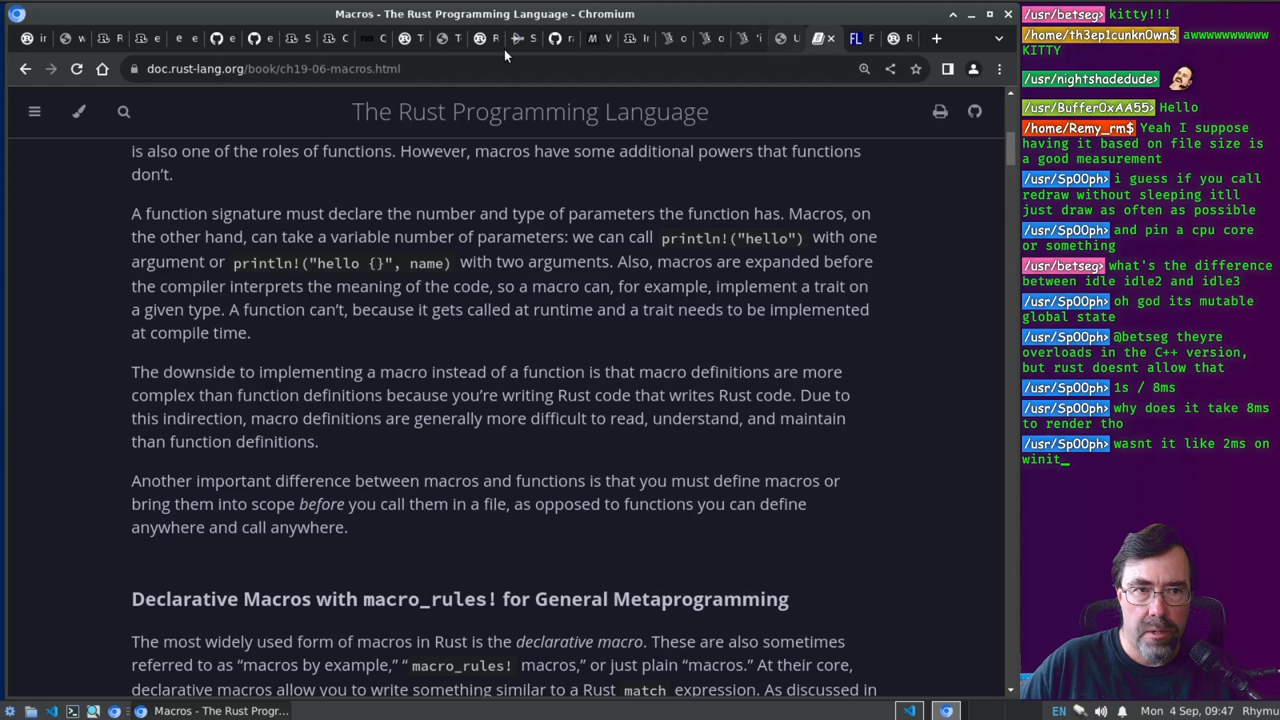 Macros - The Rust Programming Language - Chromium
doc.rust-lang.org/book/ch19-06-macros.html
The Rust Programming Language
is also one of the roles of functions. However, macros have some additional powers that functions
don't.
A function signature must declare the number and type of parameters the function has. Macros, on
the other hand, can take a variable number of parameters: we can call println!("hello") with one
argument or println!("hello {}", name) with two arguments. Also, macros are expanded before
the compiler interprets the meaning of the code, so a macro can, for example, implement a trait on
a given type. A function can't, because it gets called at runtime and a trait needs to be implemented
at compile time.
The downside to implementing a macro instead of a function is that macro definitions are more
complex than function definitions because you're writing Rust code that writes Rust code. Due to
this indirection, macro definitions are generally more difficult to read, understand, and maintain
than function definitions.
Another important difference between macros and functions is that you must define macros or
bring them into scope before you call them in a file, as opposed to functions you can define
anywhere and call anywhere.
Declarative Macros with macro_rules! for General Metaprogramming
The most widely used form of macros in Rust is the declarative macro. These are also sometimes
referred to as “macros by example,” “ macro_rules! macros,” or just plain “macros.” At their core,
declarative macros allow you to write something similar to a Rust match expression. As discussed in
Macros - The Rust Progr...
EN
Mon 4 Sep, 09:47
Rhymu
/usr/betseg> kitty!!!
/home/th3ep1cunkn0wn$ awwwwwwwwww
KITTY
/usr/nightshadedude>
/usr/Buffer0xAA55> Hello
/home/Remy_rm$ Yeah I suppose
having it based on file size is
a good measurement
/usr/Sp00ph> i guess if you call
redraw without sleeping itll
just draw as often as possible
/usr/Sp00ph> and pin a cpu core
or something
/usr/betseg> what's the difference
between idle idle2 and idle3
/usr/Sp00ph> oh god its mutable
global state
/usr/Sp00ph> @betseg theyre
overloads in the C++ version,
but rust doesnt allow that
/usr/Sp00ph> 1s / 8ms
/usr/Sp00ph> why does it take 8ms
to render tho
/usr/Sp00ph> wasnt it like 2ms on
winit_